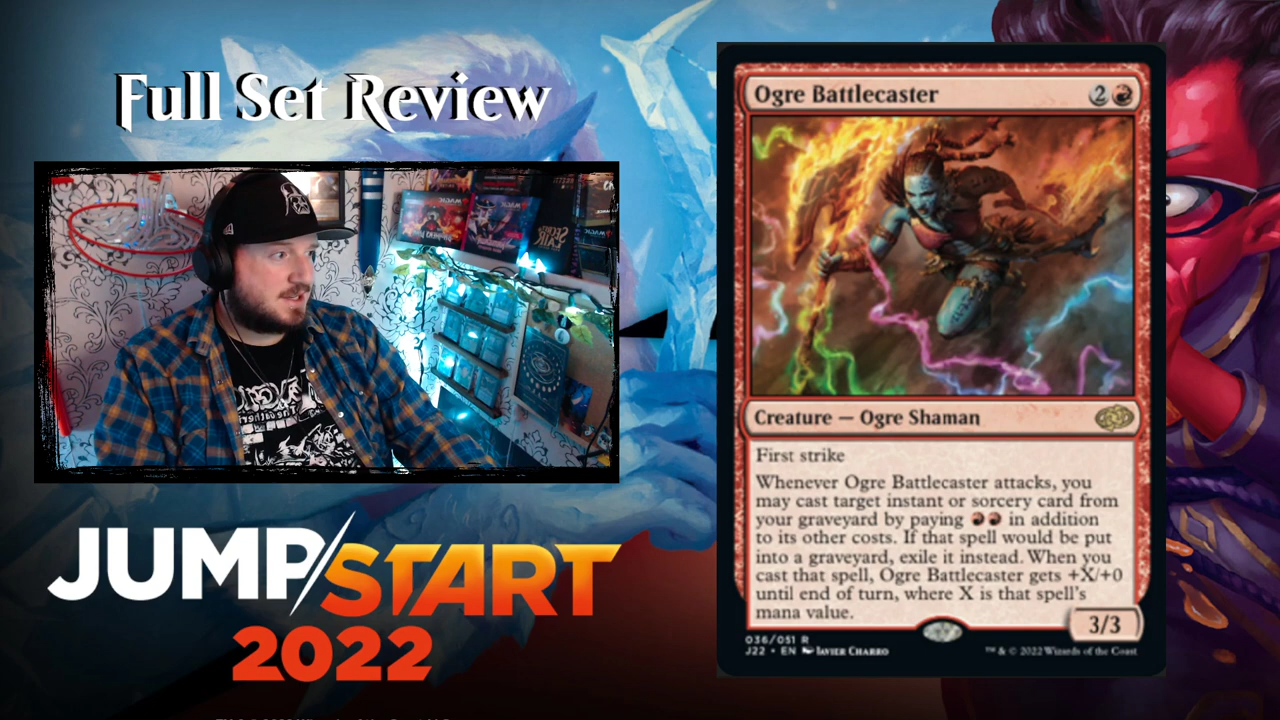 Full Set Review
JUMP/START
2022
Ogre Battlecaster 2
Creature — Ogre Shaman
First strike
Whenever Ogre Battlecaster attacks, you
may cast target instant or sorcery card from
your graveyard by paying in addition
to its other costs. If that spell would be put
into a graveyard, exile it instead. When you
cast that spell, Ogre Battlecaster gets +X/+0
until end of turn, where X is that spell's
mana value.
3/3
036/051 R
J22 • EN Javier Charro
™ & © 2022 Wizards of the Coast